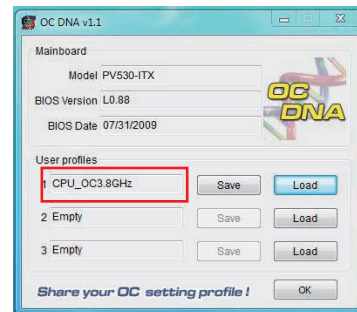 OC DNA v1.1
Mainboard
Model PV530-ITX
BIOS Version L0.88
BIOS Date 07/31/2009
OC
DNA
User profiles
1 CPU_OC3.8GHz Save Load
2 Empty Save Load
3 Empty Save Load
Share your OC setting profile! OK